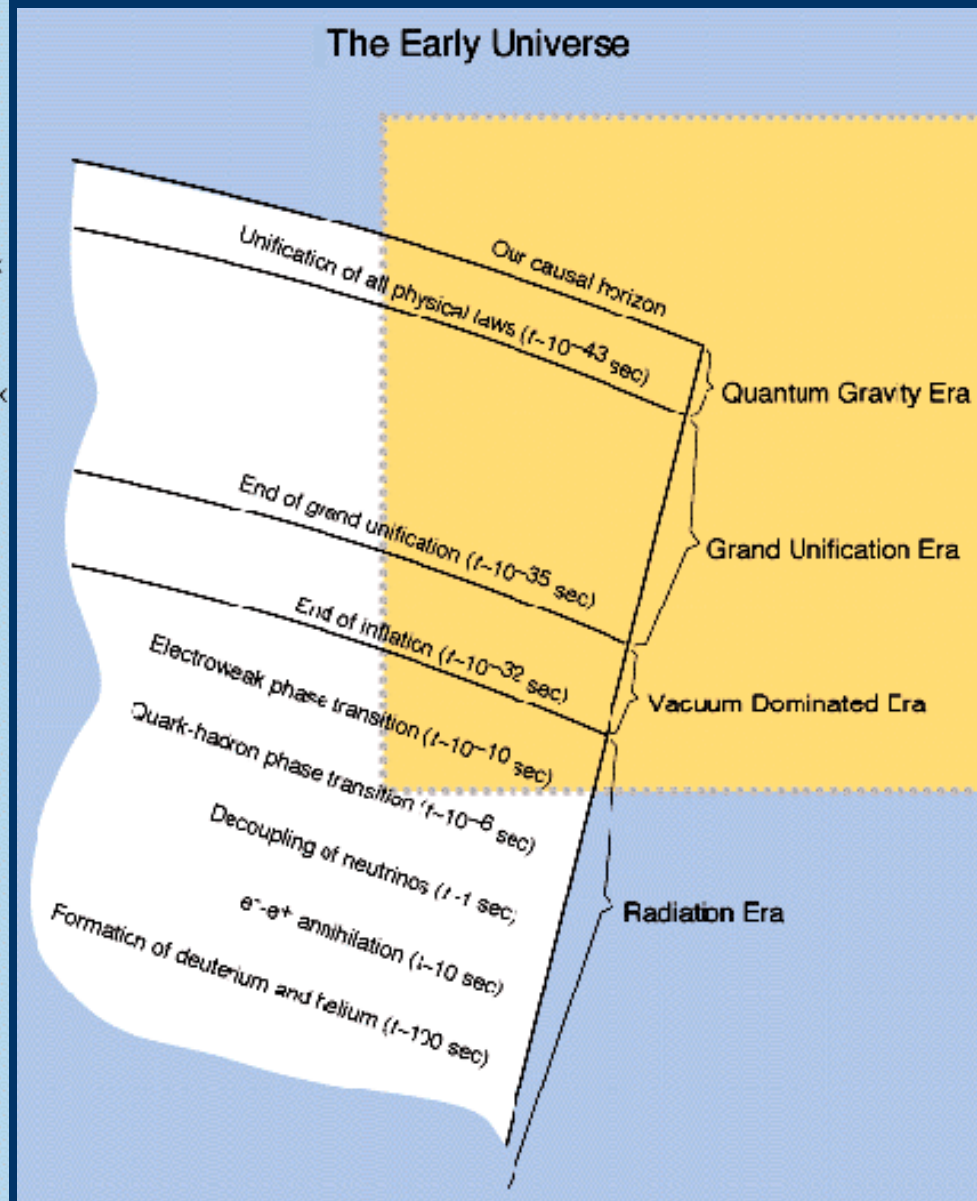 The Early Universe
Our causal horizon
Unification of all physical laws (t~10−43 sec)
Quantum Gravity Era
End of grand unification (t~10−35 sec)
Grand Unification Era
End of inflation (t~10−32 sec)
Vacuum Dominated Era
Electroweak phase transition (t~10−10 sec)
Quark-hadron phase transition (t~10−6 sec)
Decoupling of neutrinos (t~1 sec)
e−-e+ annihilation (t~10 sec)
Radiation Era
Formation of deuterium and helium (t~100 sec)